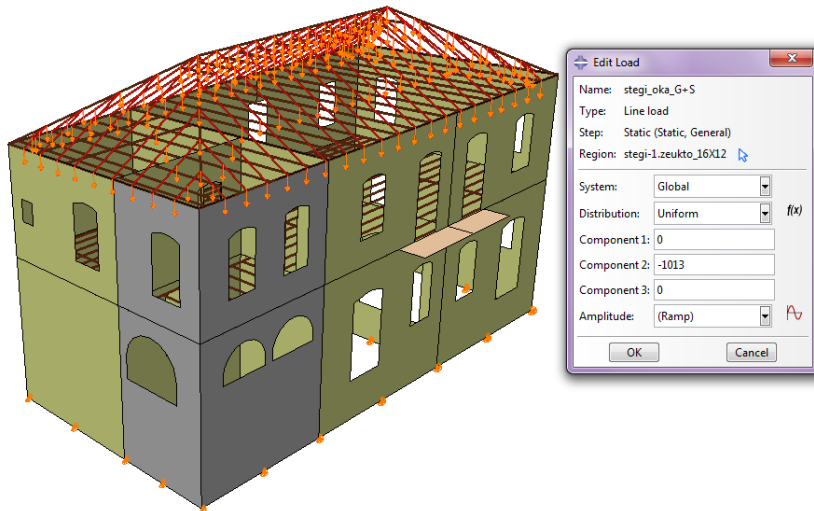 Edit Load
Name: stegi_oka_G+S
Type: Line load
Step: Static (Static, General)
Region: stegi-1.zeukto_16X12
System: Global
Distribution: Uniform f(x)
Component 1: 0
Component 2: -1013
Component 3: 0
Amplitude: (Ramp)
OK Cancel